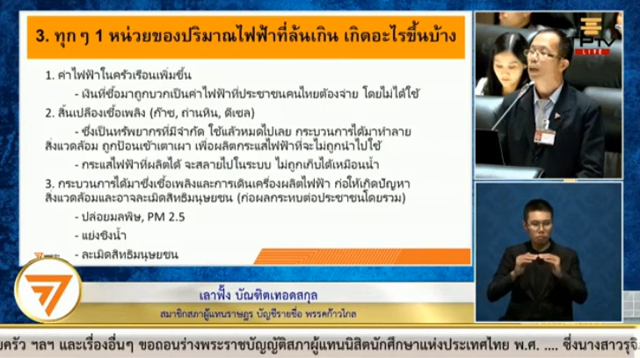 3. ทุก ๆ 1 หน่วยของปริมาณไฟฟ้าที่ล้นเกิน เกิดอะไรขึ้นบ้าง
1. ค่าไฟฟ้าในครัวเรือนเพิ่มขึ้น
- เงินที่ซื้อมาถูกบวกเป็นค่าไฟฟ้าที่ประชาชนคนไทยต้องจ่าย โดยไม่ได้ใช้
2. สิ้นเปลืองเชื้อเพลิง (ก๊าซ, ถ่านหิน, ดีเซล)
- ซึ่งเป็นทรัพยากรที่มีจำกัด ใช้แล้วหมดไปเลย กระบวนการได้มาทำลาย
สิ่งแวดล้อม ถูกป้อนเข้าเตาเผา เพื่อผลิตกระแสไฟฟ้าที่จะไม่ถูกนำไปใช้
- กระแสไฟฟ้าที่ผลิตได้ จะสลายไปในระบบ ไม่ถูกเก็บได้เหมือนน้ำ
3. กระบวนการได้มาซึ่งเชื้อเพลิงและการเดินเครื่องผลิตไฟฟ้า ก่อให้เกิดปัญหา
สิ่งแวดล้อมและอาจละเมิดสิทธิมนุษยชน (ก่อผลกระทบต่อประชาชนโดยรวม)
- ปล่อยมลพิษ, PM 2.5
- แย่งชิงน้ำ
- ละเมิดสิทธิมนุษยชน
LIVE
เลาฟั้ง บัณฑิตเทอดสกุล
สมาชิกสภาผู้แทนราษฎร บัญชีรายชื่อ พรรคก้าวไกล
ยครัว ฯลฯ และเรื่องอื่นๆ ขอถอนร่างพระราชบัญญัติสภาผู้แทนนิสิตนักศึกษาแห่งประเทศไทย พ.ศ. .... ซึ่งนางสาวรุจิ